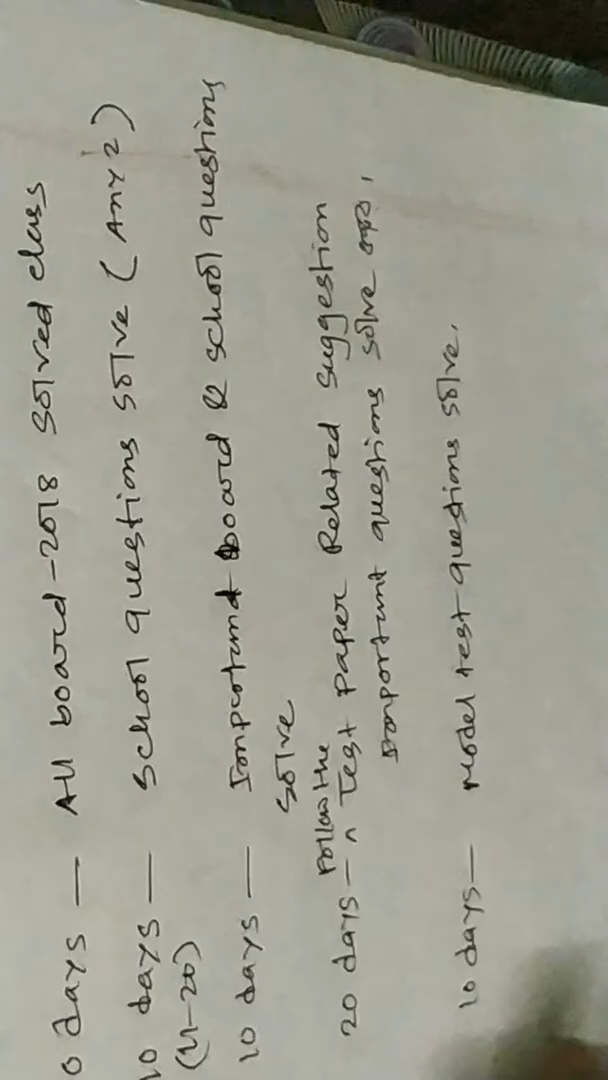 0 days — All board-2018 solved class
10 days — School questions solve (Any 2)
(11-20)
10 days — Important board & school questions
solve
Follow the
20 days — ^ Test paper Related suggestion
Important questions solve
10 days — Model test questions solve.